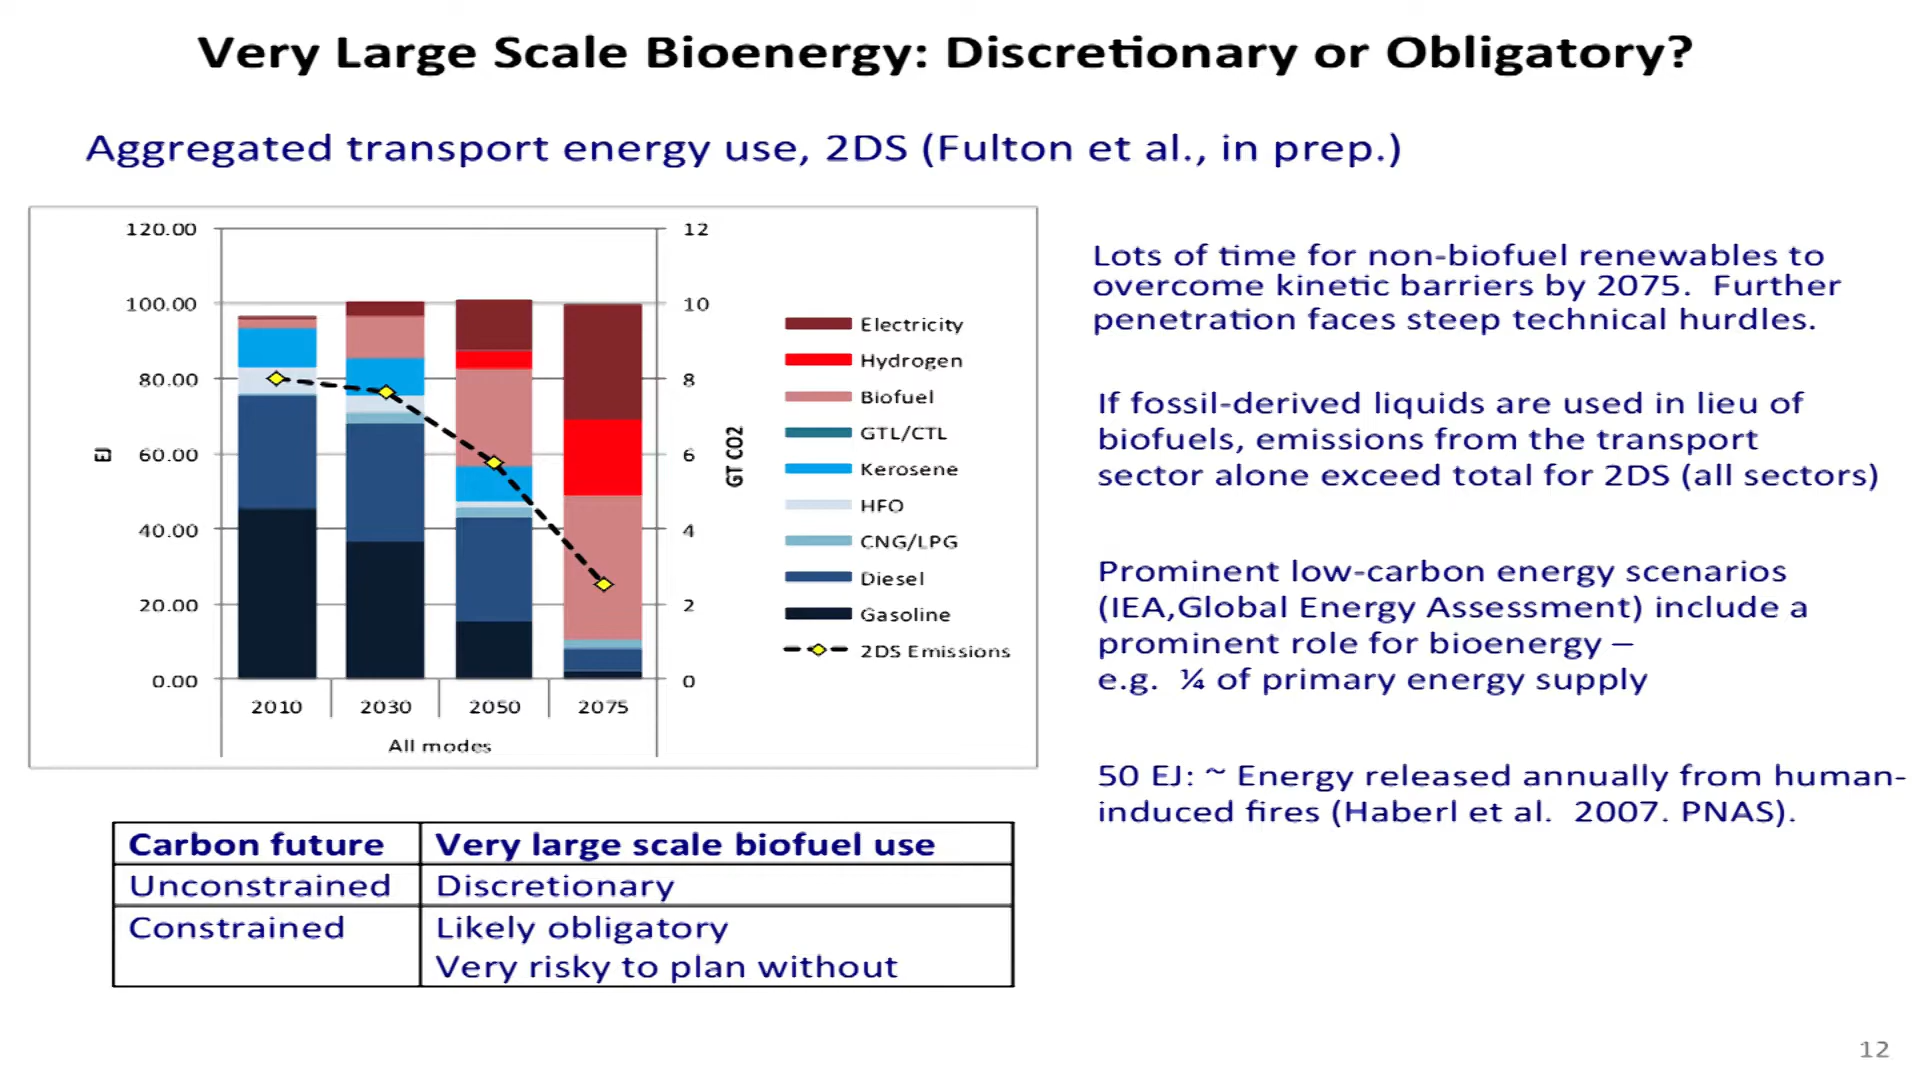 Very Large Scale Bioenergy: Discretionary or Obligatory?
Aggregated transport energy use, 2DS (Fulton et al., in prep.)
120.00
100.00
80.00
60.00
40.00
20.00
0.00
EJ
12
10
8
6
4
2
0
GT CO2
2010
2030
2050
2075
All modes
Electricity
Hydrogen
Biofuel
GTL/CTL
Kerosene
HFO
CNG/LPG
Diesel
Gasoline
2DS Emissions
Lots of time for non-biofuel renewables to
overcome kinetic barriers by 2075. Further
penetration faces steep technical hurdles.
If fossil-derived liquids are used in lieu of
biofuels, emissions from the transport
sector alone exceed total for 2DS (all sectors)
Prominent low-carbon energy scenarios
(IEA,Global Energy Assessment) include a
prominent role for bioenergy –
e.g. ¼ of primary energy supply
50 EJ: ~ Energy released annually from human-
induced fires (Haberl et al. 2007. PNAS).
Carbon future Very large scale biofuel use
Unconstrained Discretionary
Constrained Likely obligatory
Very risky to plan without
12